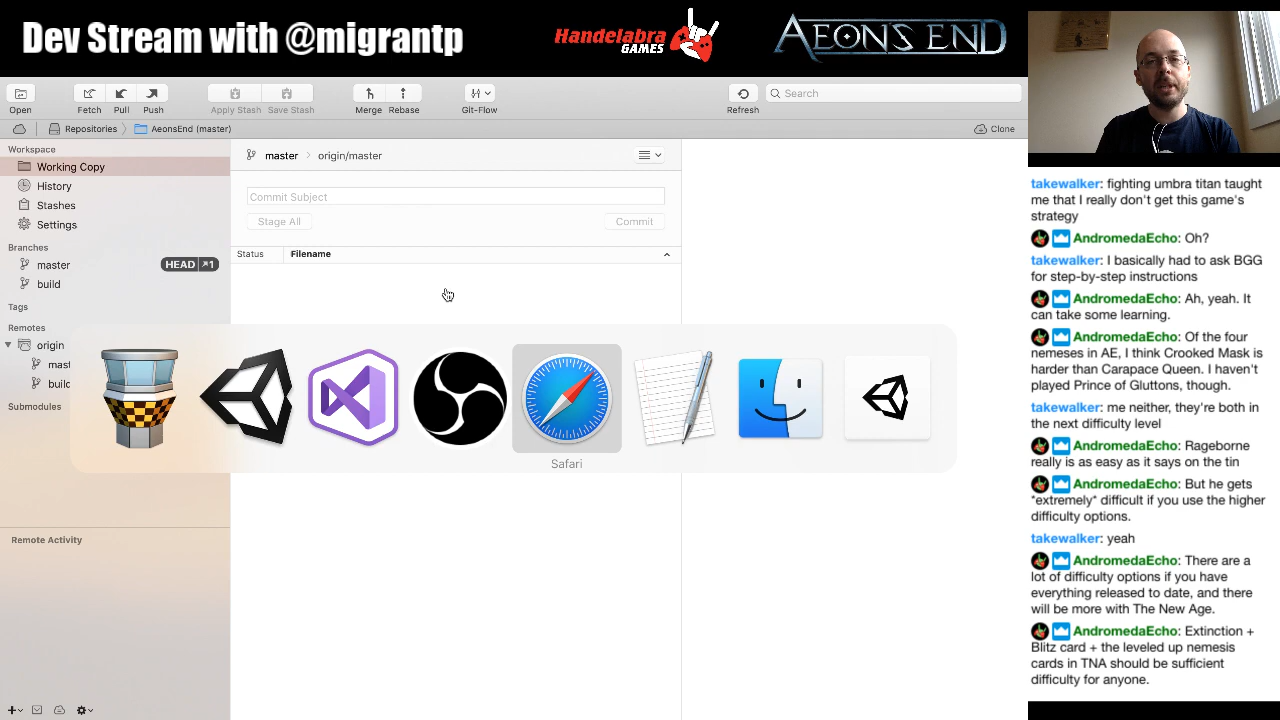 Dev Stream with @migrantp
Handelabra
GAMES
AEON'S END
Open
Fetch
Pull
Push
Apply Stash
Save Stash
Merge
Rebase
Git-Flow
Refresh
Search
Repositories
AeonsEnd (master)
Clone
Workspace
Working Copy
History
Stashes
Settings
Branches
master
HEAD ↗1
build
Tags
Remotes
origin
mast
build
Submodules
Remote Activity
master
origin/master
Commit Subject
Stage All
Commit
Status
Filename
Safari
takewalker: fighting umbra titan taught
me that I really don't get this game's
strategy
AndromedaEcho: Oh?
takewalker: I basically had to ask BGG
for step-by-step instructions
AndromedaEcho: Ah, yeah. It
can take some learning.
AndromedaEcho: Of the four
nemeses in AE, I think Crooked Mask is
harder than Carapace Queen. I haven't
played Prince of Gluttons, though.
takewalker: me neither, they're both in
the next difficulty level
AndromedaEcho: Rageborne
really is as easy as it says on the tin
AndromedaEcho: But he gets
*extremely* difficult if you use the higher
difficulty options.
takewalker: yeah
AndromedaEcho: There are a
lot of difficulty options if you have
everything released to date, and there
will be more with The New Age.
AndromedaEcho: Extinction +
Blitz card + the leveled up nemesis
cards in TNA should be sufficient
difficulty for anyone.